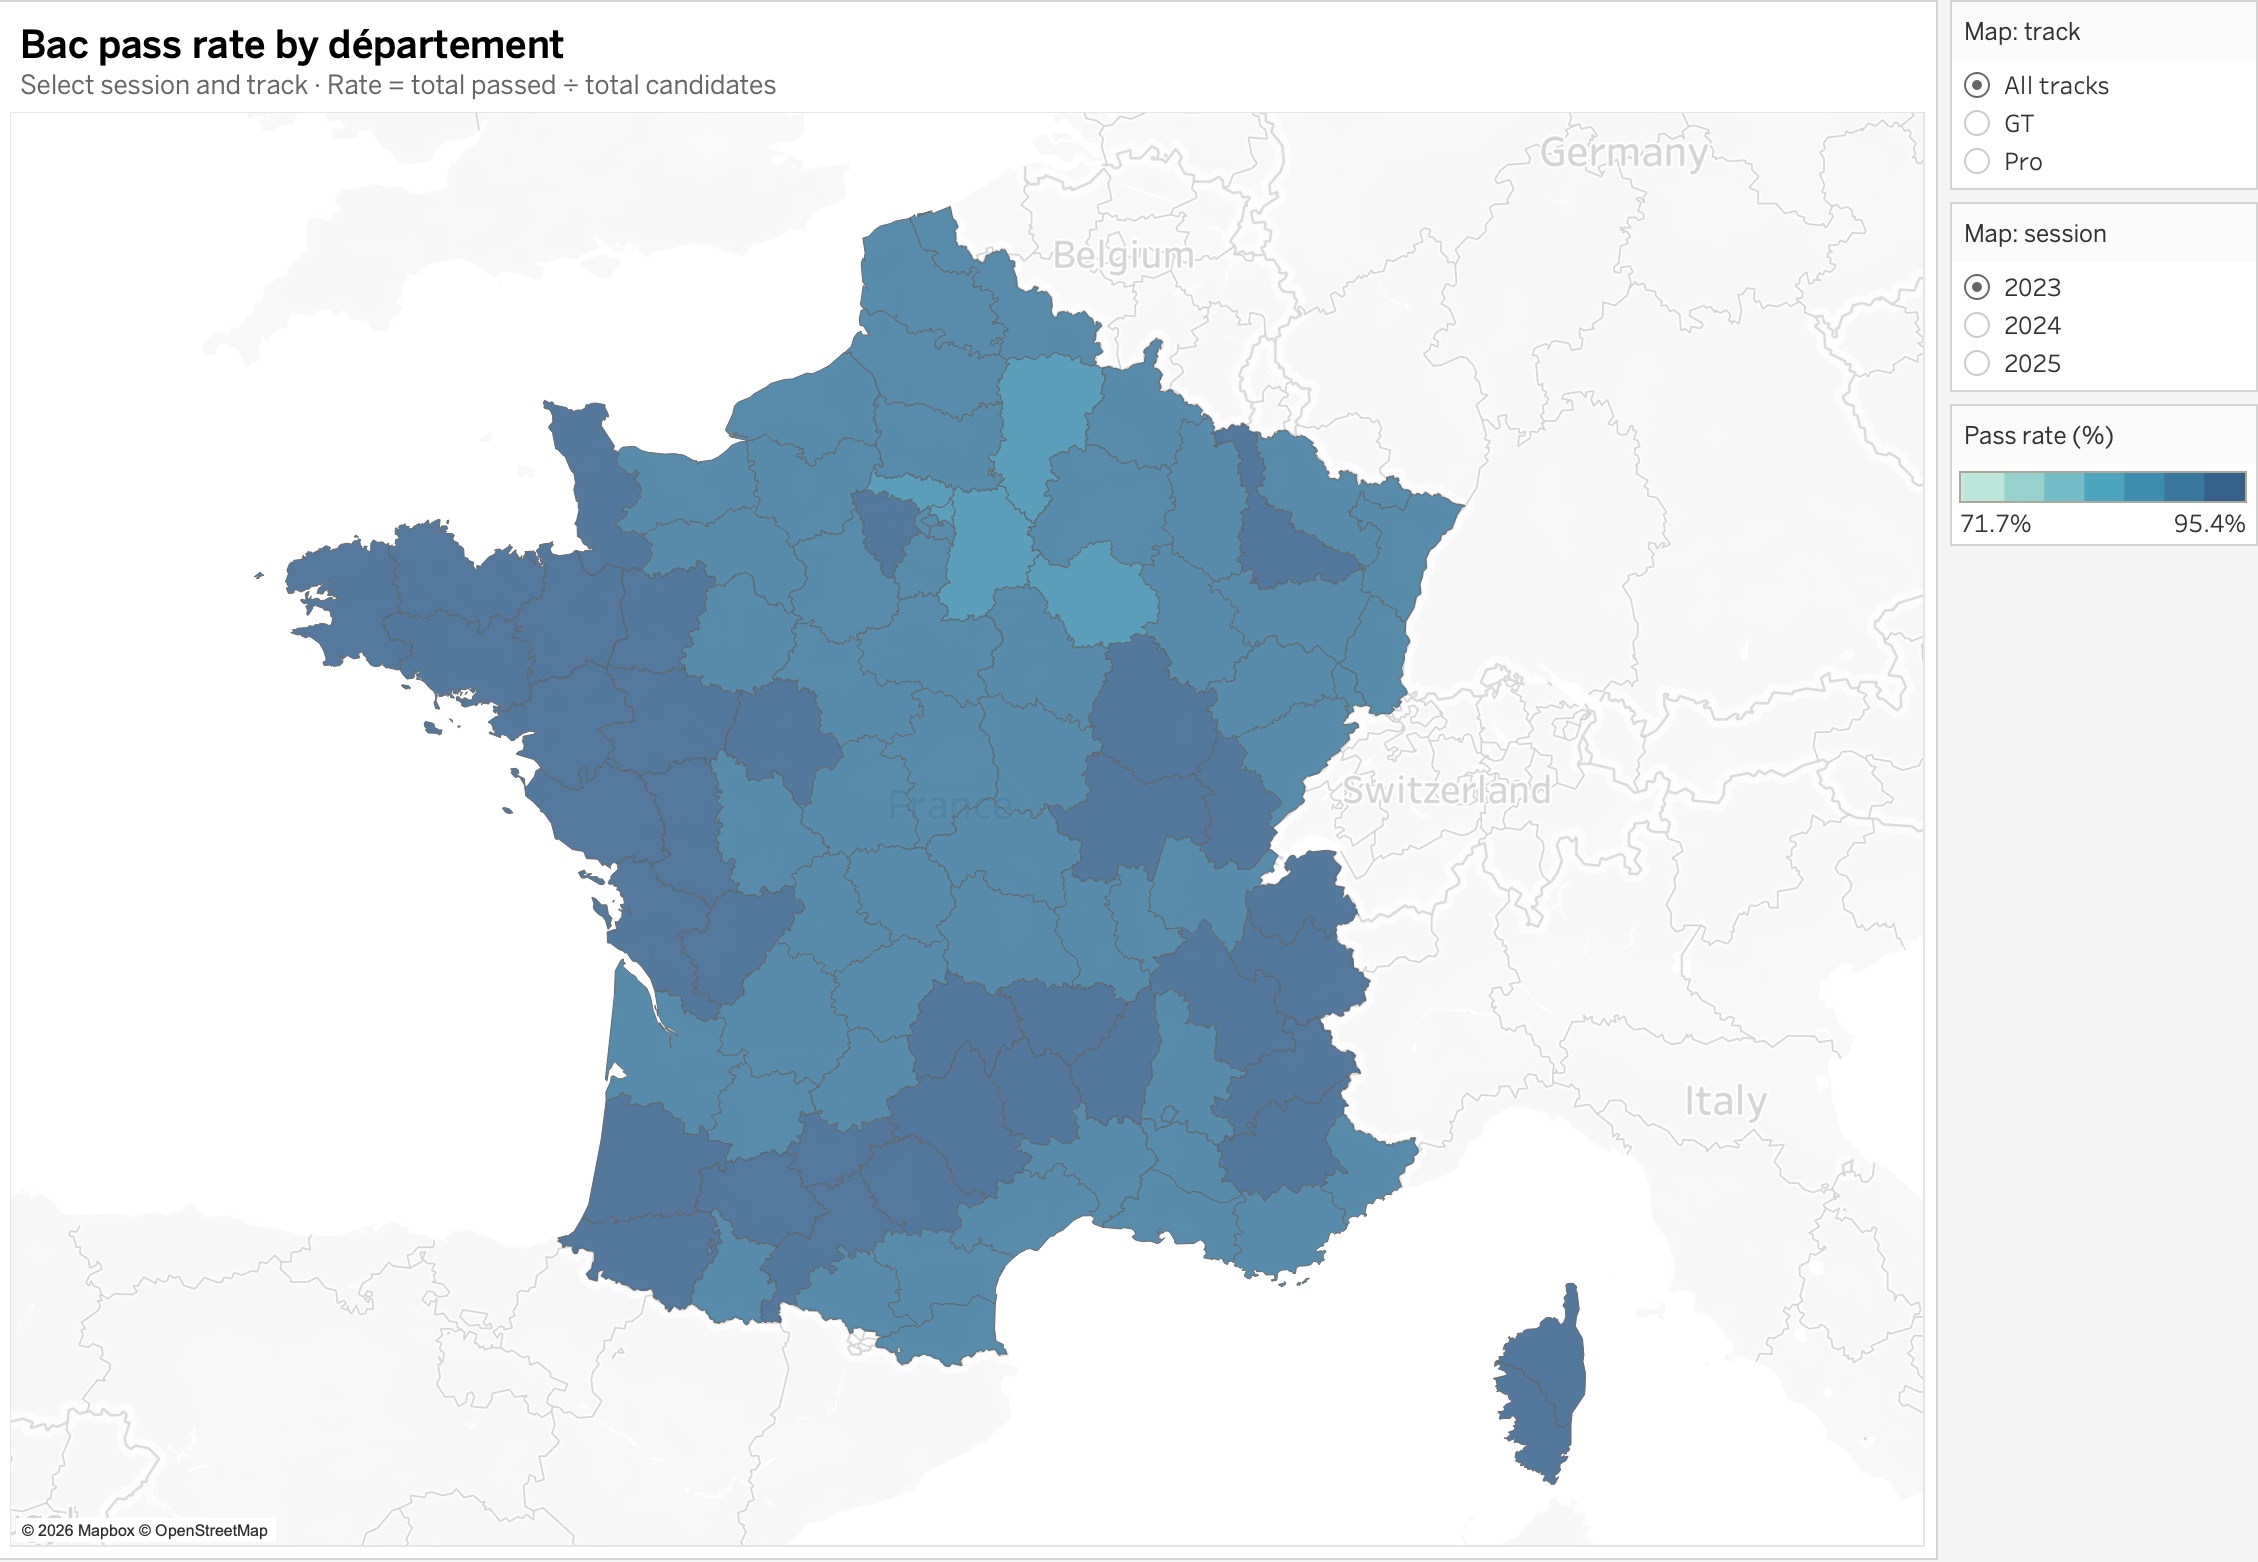 Bac pass rate by département
Select session and track · Rate = total passed ÷ total candidates
Germany
Belgium
France
Switzerland
Italy
© 2026 Mapbox © OpenStreetMap
Map: track
All tracks
GT
Pro
Map: session
2023
2024
2025
Pass rate (%)
71.7%
95.4%